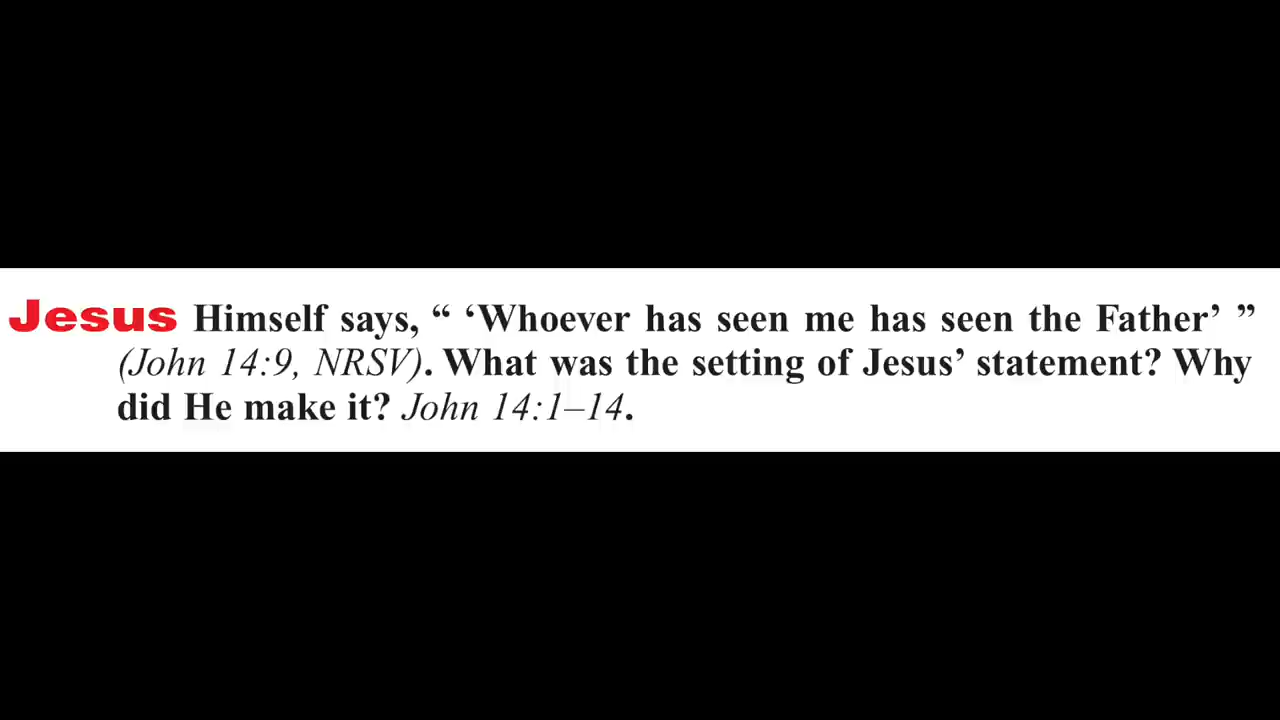 Jesus Himself says, “ ‘Whoever has seen me has seen the Father’ ”
(John 14:9, NRSV). What was the setting of Jesus’ statement? Why
did He make it? John 14:1–14.